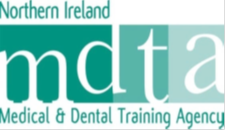 Northern Ireland
mdta
Medical & Dental Training Agency